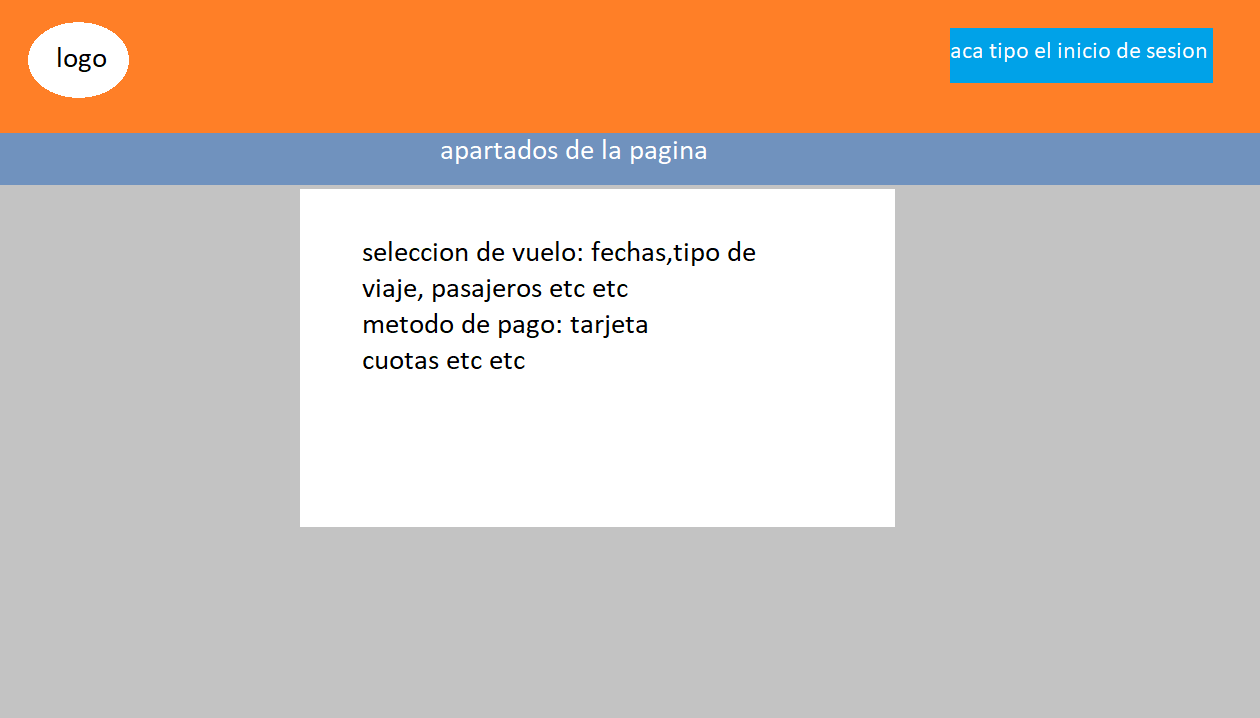 logo
aca tipo el inicio de sesion
apartados de la pagina
seleccion de vuelo: fechas,tipo de
viaje, pasajeros etc etc
metodo de pago: tarjeta
cuotas etc etc